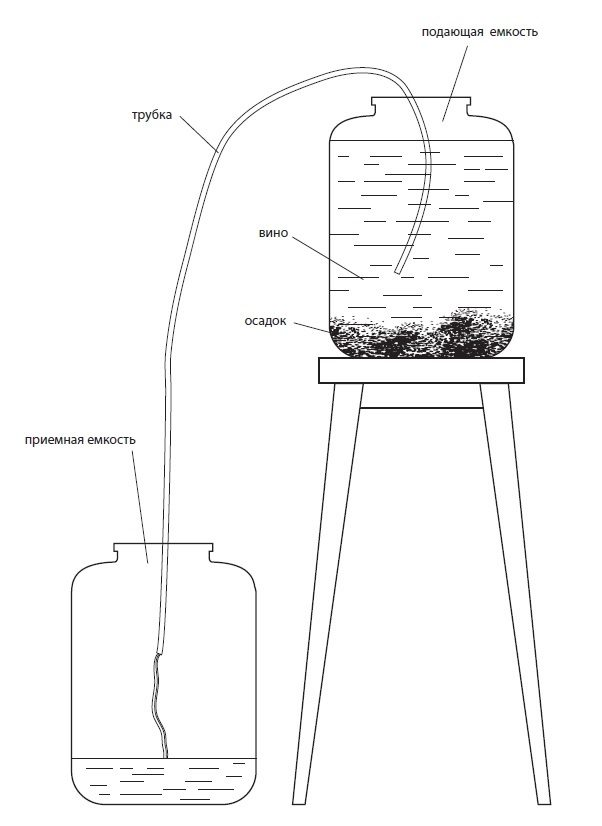 подающая емкость
трубка
вино
осадок
приемная емкость